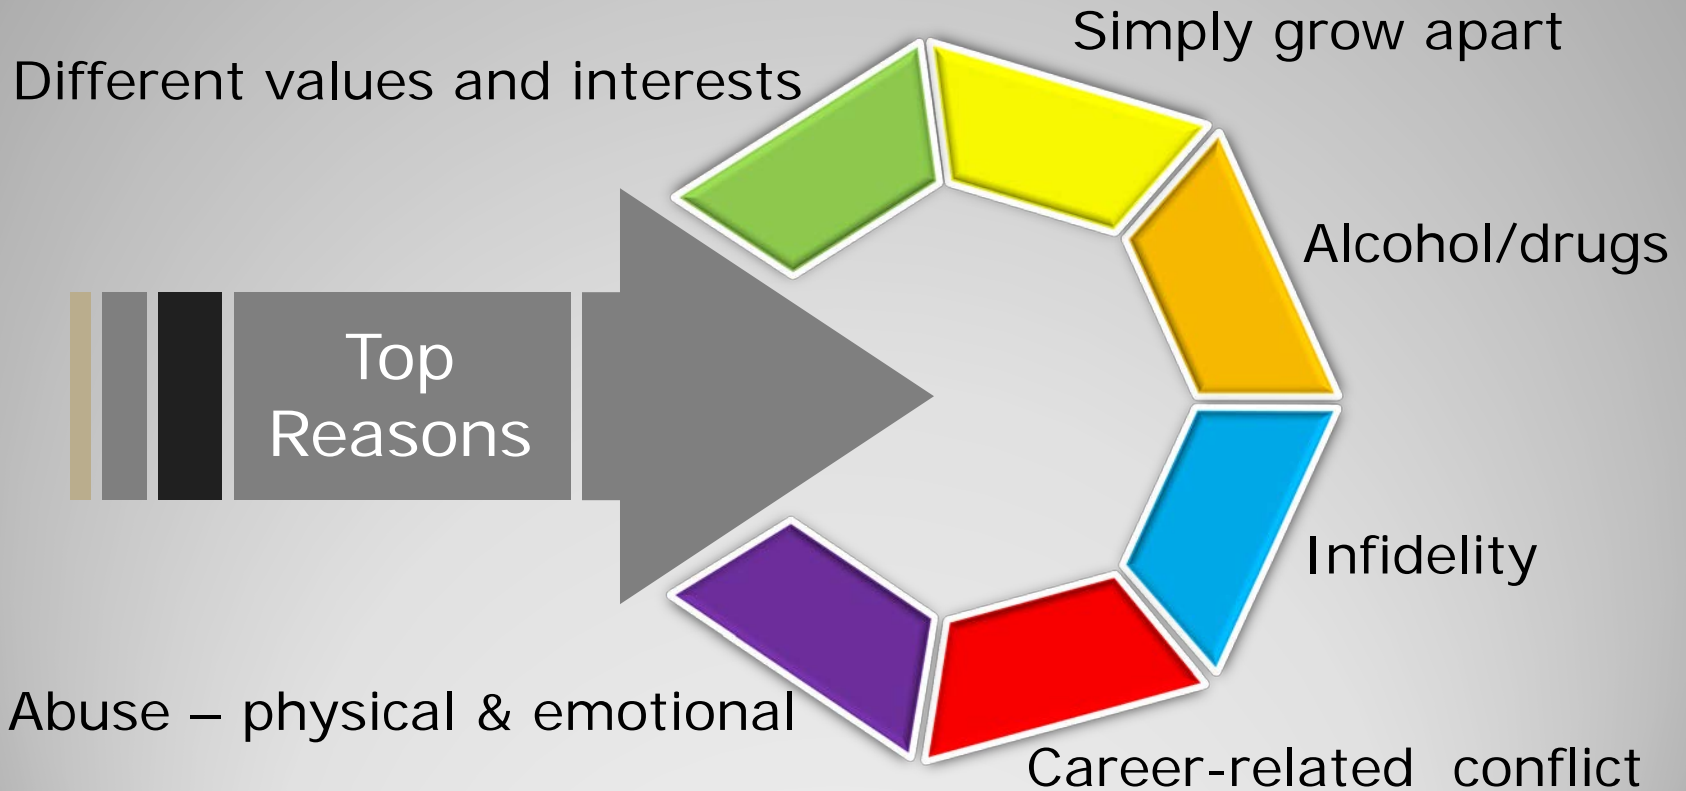 Simply grow apart
Different values and interests
Alcohol/drugs
Top
Reasons
Infidelity
Abuse – physical & emotional
Career-related conflict